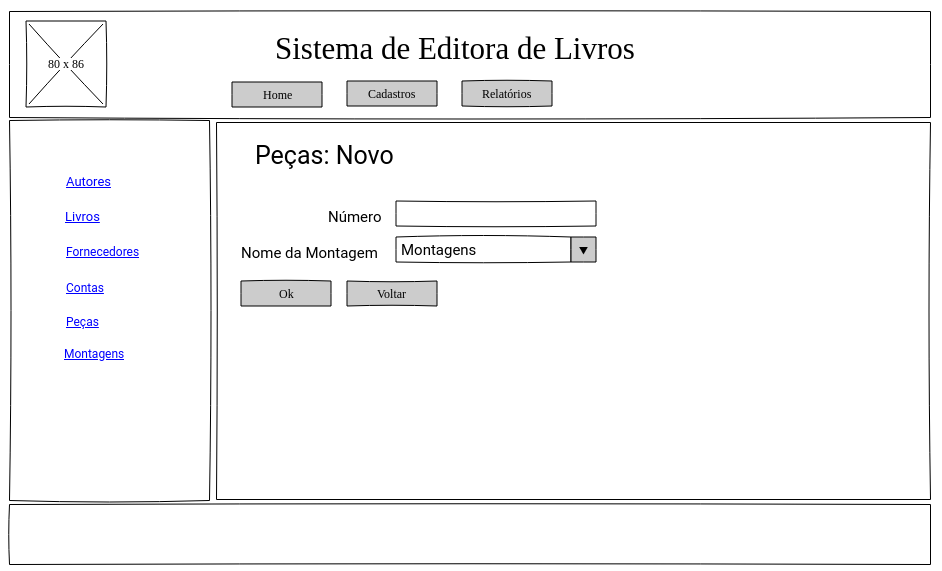 Sistema de Editora de Livros
80 x 86
Home
Cadastros
Relatórios
Autores
Livros
Fornecedores
Contas
Peças
Montagens
Peças: Novo
Número
Nome da Montagem
Montagens
Ok
Voltar